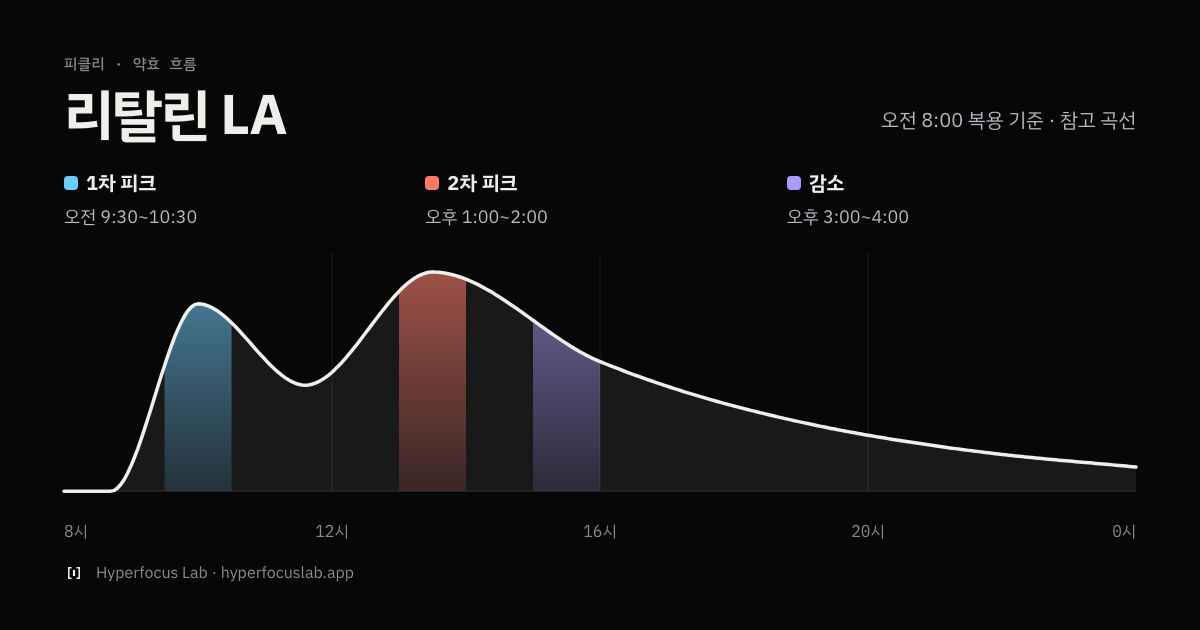 피클리 · 약효 흐름
리탈린 LA
오전 8:00 복용 기준 · 참고 곡선
1차 피크
오전 9:30~10:30
2차 피크
오후 1:00~2:00
감소
오후 3:00~4:00
8시
12시
16시
20시
0시
Hyperfocus Lab · hyperfocuslab.app